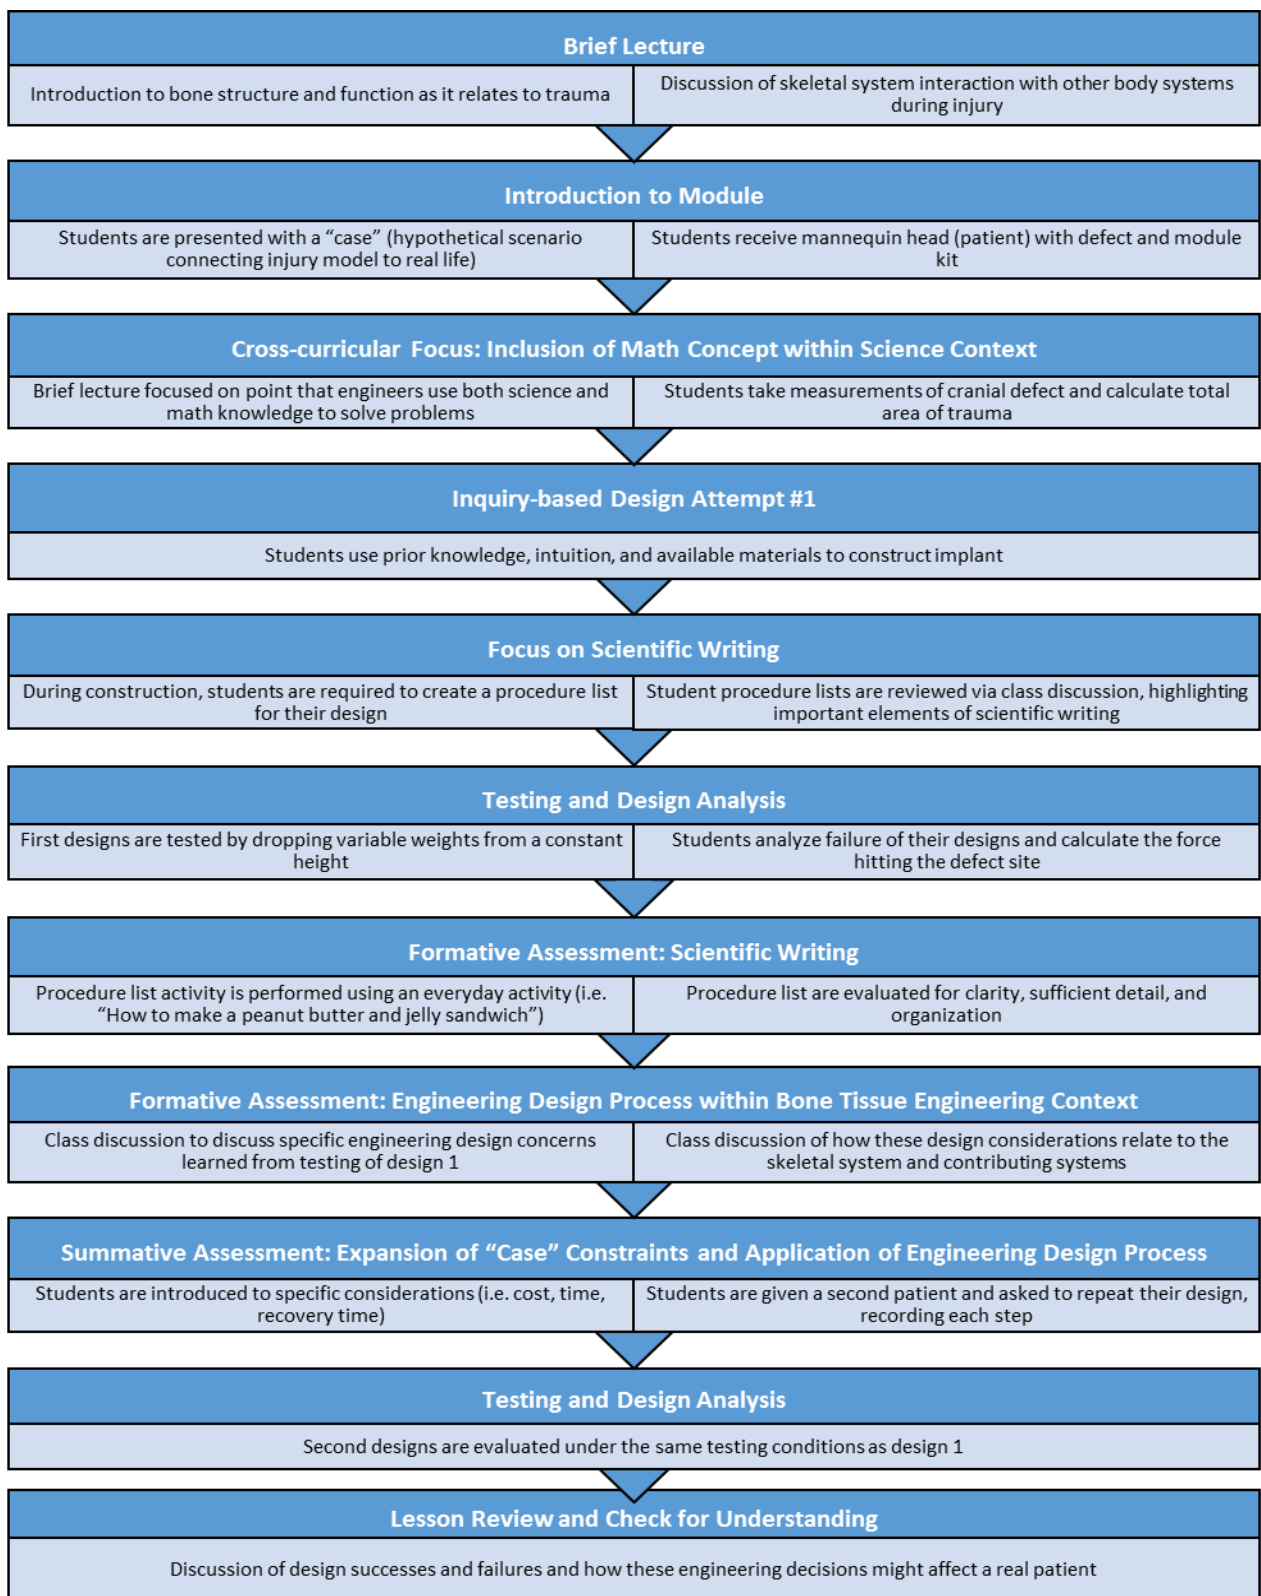 Brief Lecture
Introduction to bone structure and function as it relates to trauma
Discussion of skeletal system interaction with other body systems
during injury
Introduction to Module
Students are presented with a “case” (hypothetical scenario
connecting injury model to real life)
Students receive mannequin head (patient) with defect and module
kit
Cross-curricular Focus: Inclusion of Math Concept within Science Context
Brief lecture focused on point that engineers use both science and
math knowledge to solve problems
Students take measurements of cranial defect and calculate total
area of trauma
Inquiry-based Design Attempt #1
Students use prior knowledge, intuition, and available materials to construct implant
Focus on Scientific Writing
During construction, students are required to create a procedure list
for their design
Student procedure lists are reviewed via class discussion, highlighting
important elements of scientific writing
Testing and Design Analysis
First designs are tested by dropping variable weights from a constant
height
Students analyze failure of their designs and calculate the force
hitting the defect site
Formative Assessment: Scientific Writing
Procedure list activity is performed using an everyday activity (i.e.
“How to make a peanut butter and jelly sandwich”)
Procedure list are evaluated for clarity, sufficient detail, and
organization
Formative Assessment: Engineering Design Process within Bone Tissue Engineering Context
Class discussion to discuss specific engineering design concerns
learned from testing of design 1
Class discussion of how these design considerations relate to the
skeletal system and contributing systems
Summative Assessment: Expansion of “Case” Constraints and Application of Engineering Design Process
Students are introduced to specific considerations (i.e. cost, time,
recovery time)
Students are given a second patient and asked to repeat their design,
recording each step
Testing and Design Analysis
Second designs are evaluated under the same testing conditions as design 1
Lesson Review and Check for Understanding
Discussion of design successes and failures and how these engineering decisions might affect a real patient